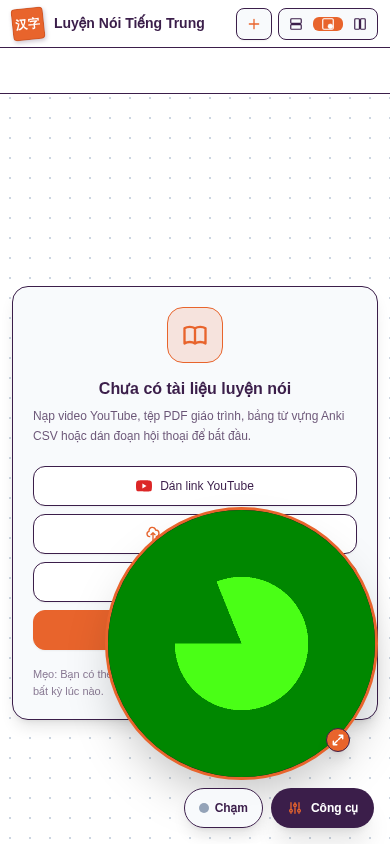 汉字 Luyện Nói Tiếng Trung
Chưa có tài liệu luyện nói
Nạp video YouTube, tệp PDF giáo trình, bảng từ vựng Anki
CSV hoặc dán đoạn hội thoại để bắt đầu.
Dán link YouTube
Mẹo: Bạn có
bất kỳ lúc nào.
Chạm
Công cụ